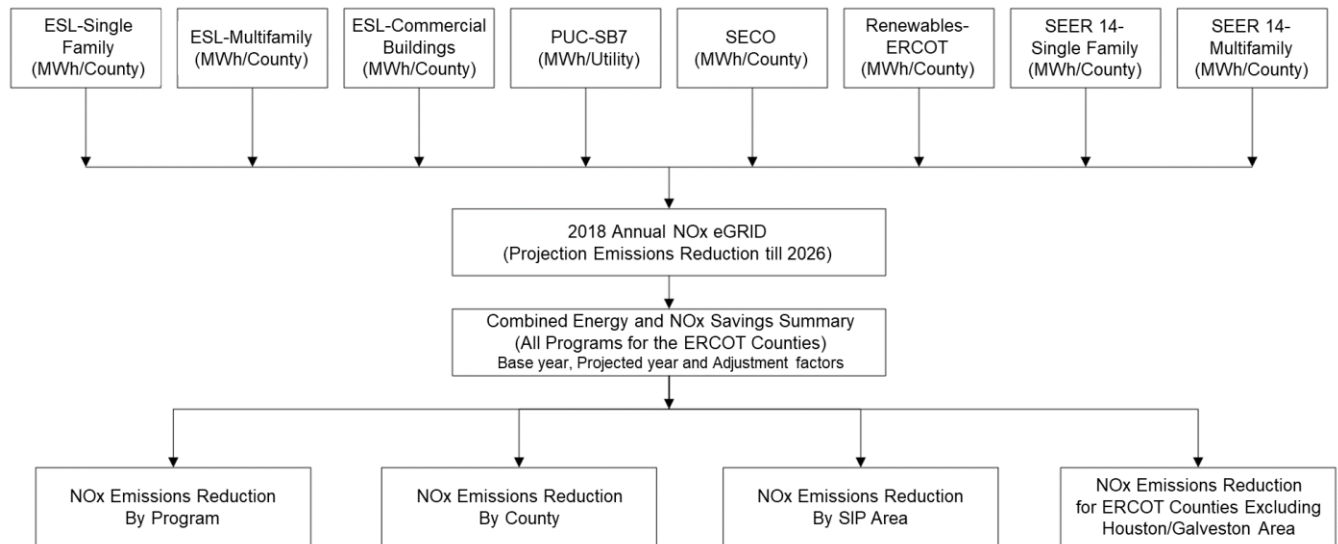 ESL-Single
Family
(MWh/County)
ESL-Multifamily
(MWh/County)
ESL-Commercial
Buildings
(MWh/County)
PUC-SB7
(MWh/Utility)
SECO
(MWh/County)
Renewables-
ERCOT
(MWh/County)
SEER 14-
Single Family
(MWh/County)
SEER 14-
Multifamily
(MWh/County)
2018 Annual NOx eGRID
(Projection Emissions Reduction till 2026)
Combined Energy and NOx Savings Summary
(All Programs for the ERCOT Counties)
Base year, Projected year and Adjustment factors
NOx Emissions Reduction
By Program
NOx Emissions Reduction
By County
NOx Emissions Reduction
By SIP Area
NOx Emissions Reduction
for ERCOT Counties Excluding
Houston/Galveston Area